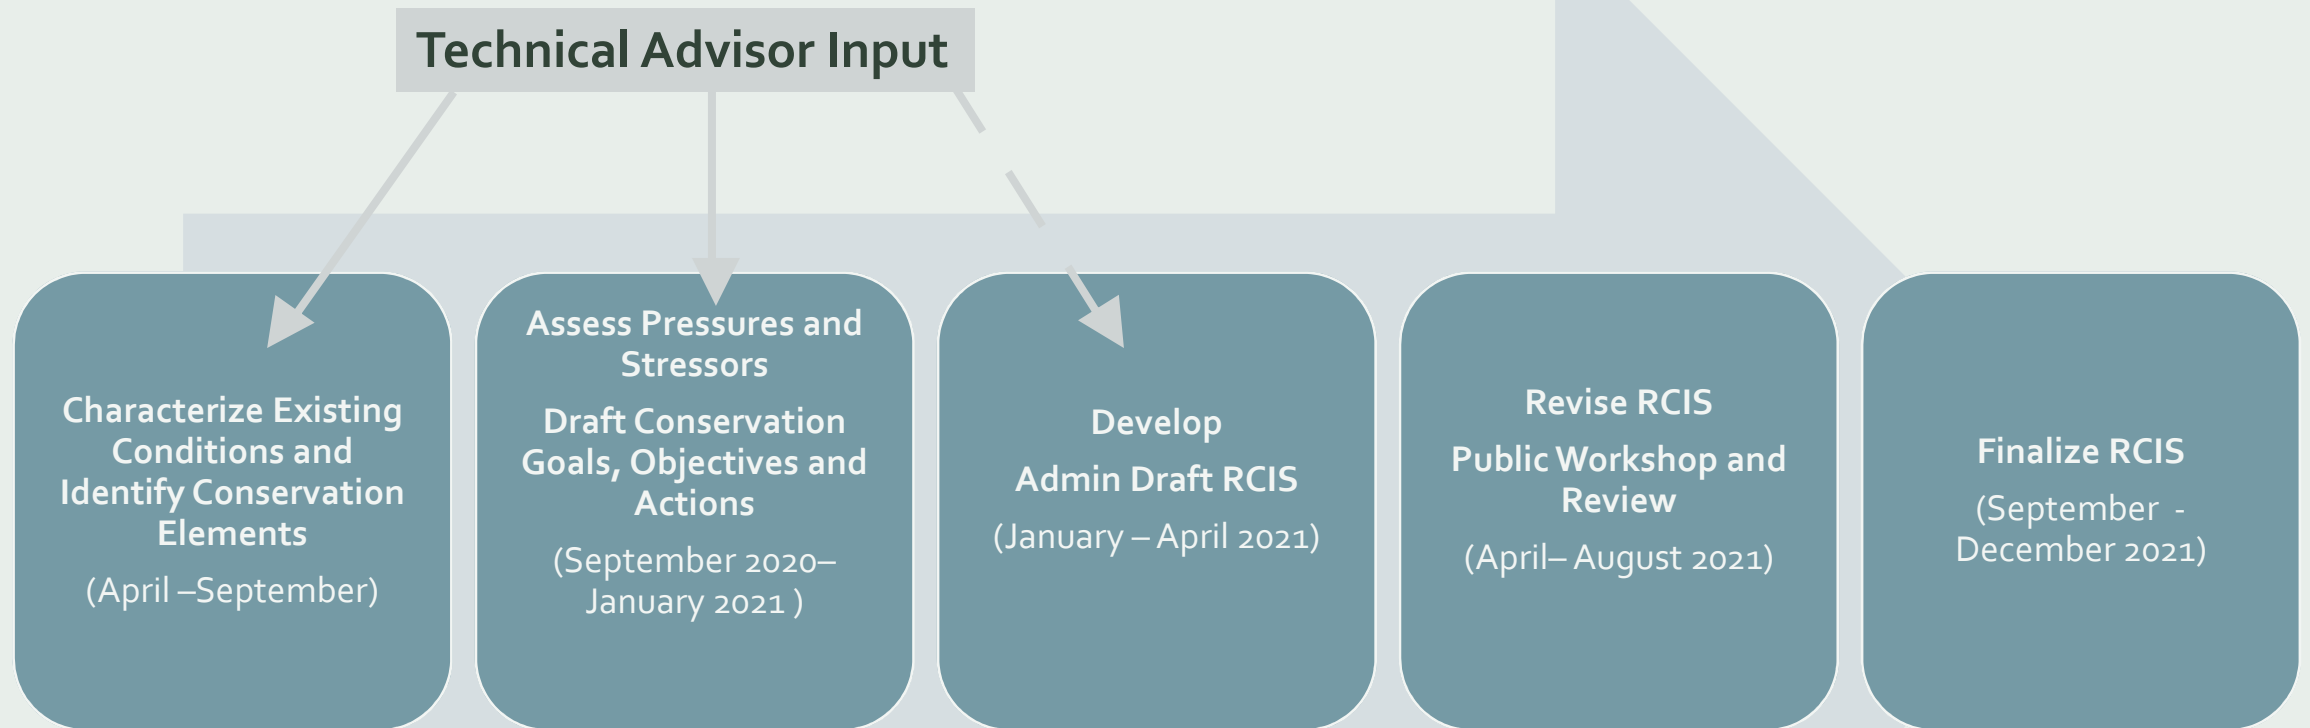 Technical Advisor Input
Characterize Existing
Conditions and
Identify Conservation
Elements
(April –September)
Assess Pressures and
Stressors
Draft Conservation
Goals, Objectives and
Actions
(September 2020–
January 2021 )
Develop
Admin Draft RCIS
(January – April 2021)
Revise RCIS
Public Workshop and
Review
(April– August 2021)
Finalize RCIS
(September  -
December 2021)